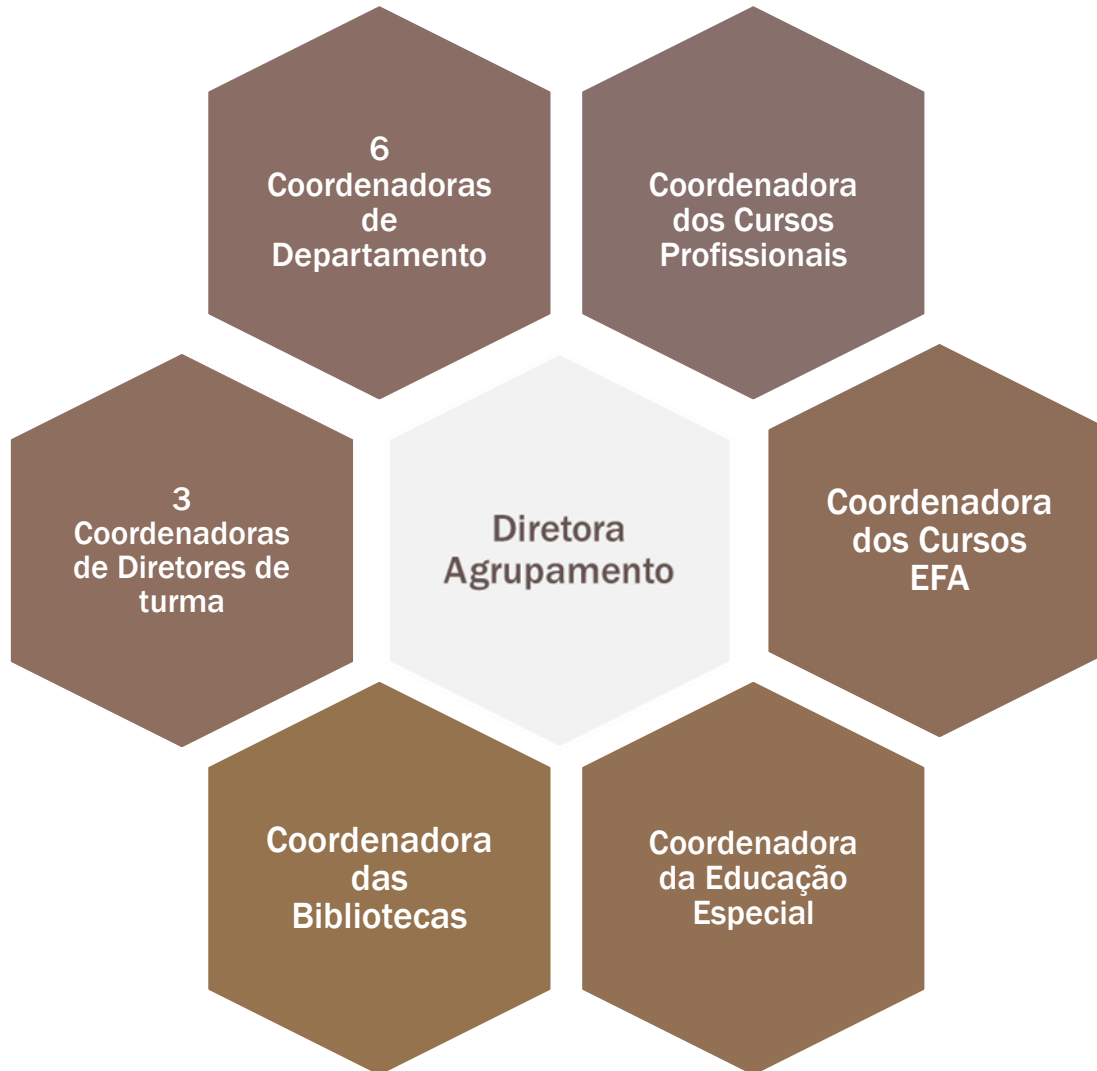 6
Coordenadoras
de
Departamento
Coordenadora
dos Cursos
Profissionais
3
Coordenadoras
de Diretores de
turma
Diretora
Agrupamento
Coordenadora
dos Cursos
EFA
Coordenadora
das
Bibliotecas
Coordenadora
da Educação
Especial